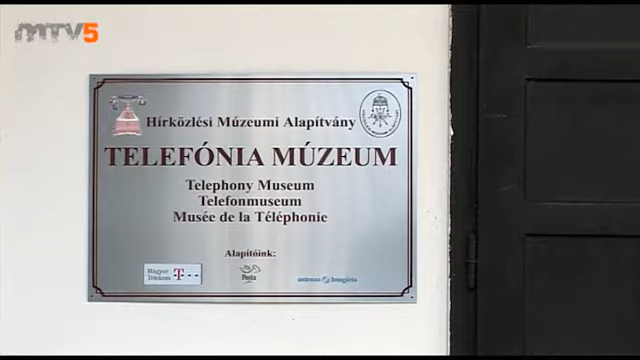 mtv5
Hírközlési Múzeumi Alapítvány
TELEFÓNIA MÚZEUM
Telephony Museum
Telefonmuseum
Musée de la Téléphonie
Alapítóink:
Magyar
Telekom
T
Posta
antenna hungária